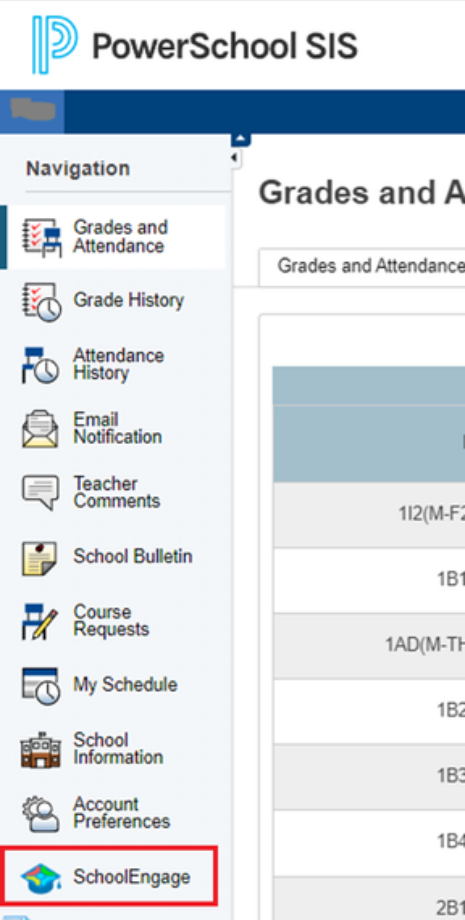 PowerSchool SIS
Navigation
Grades and
Attendance
Grade History
Attendance
History
Email
Notification
Teacher
Comments
School Bulletin
Course
Requests
My Schedule
School
Information
Account
Preferences
SchoolEngage
Grades and A
Grades and Attendance
1I2(M-F2
1B1
1AD(M-TH
1B2
1B3
1B4
2B1